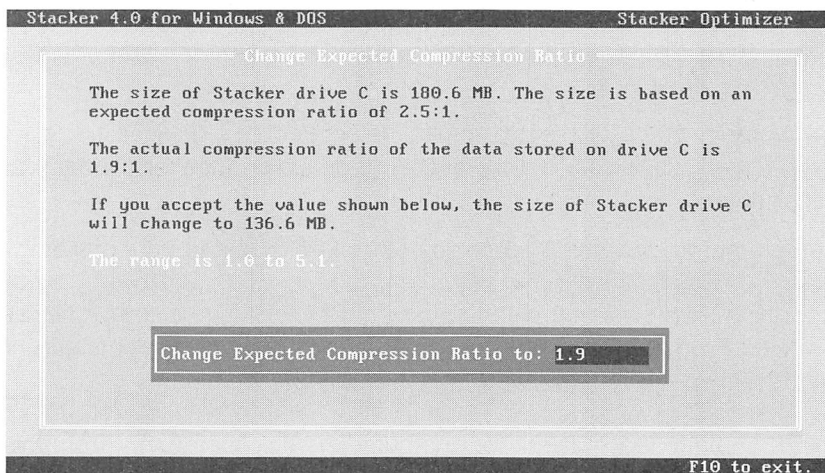 Stacker 4.0 for Windows & DOS Stacker Optimizer
Change Expected Compression Ratio
The size of Stacker drive C is 180.6 MB. The size is based on an
expected compression ratio of 2.5:1.
The actual compression ratio of the data stored on drive C is
1.9:1.
If you accept the value shown below, the size of Stacker drive C
will change to 136.6 MB.
The range is 1.0 to 5.1.
Change Expected Compression Ratio to: 1.9
F10 to exit.